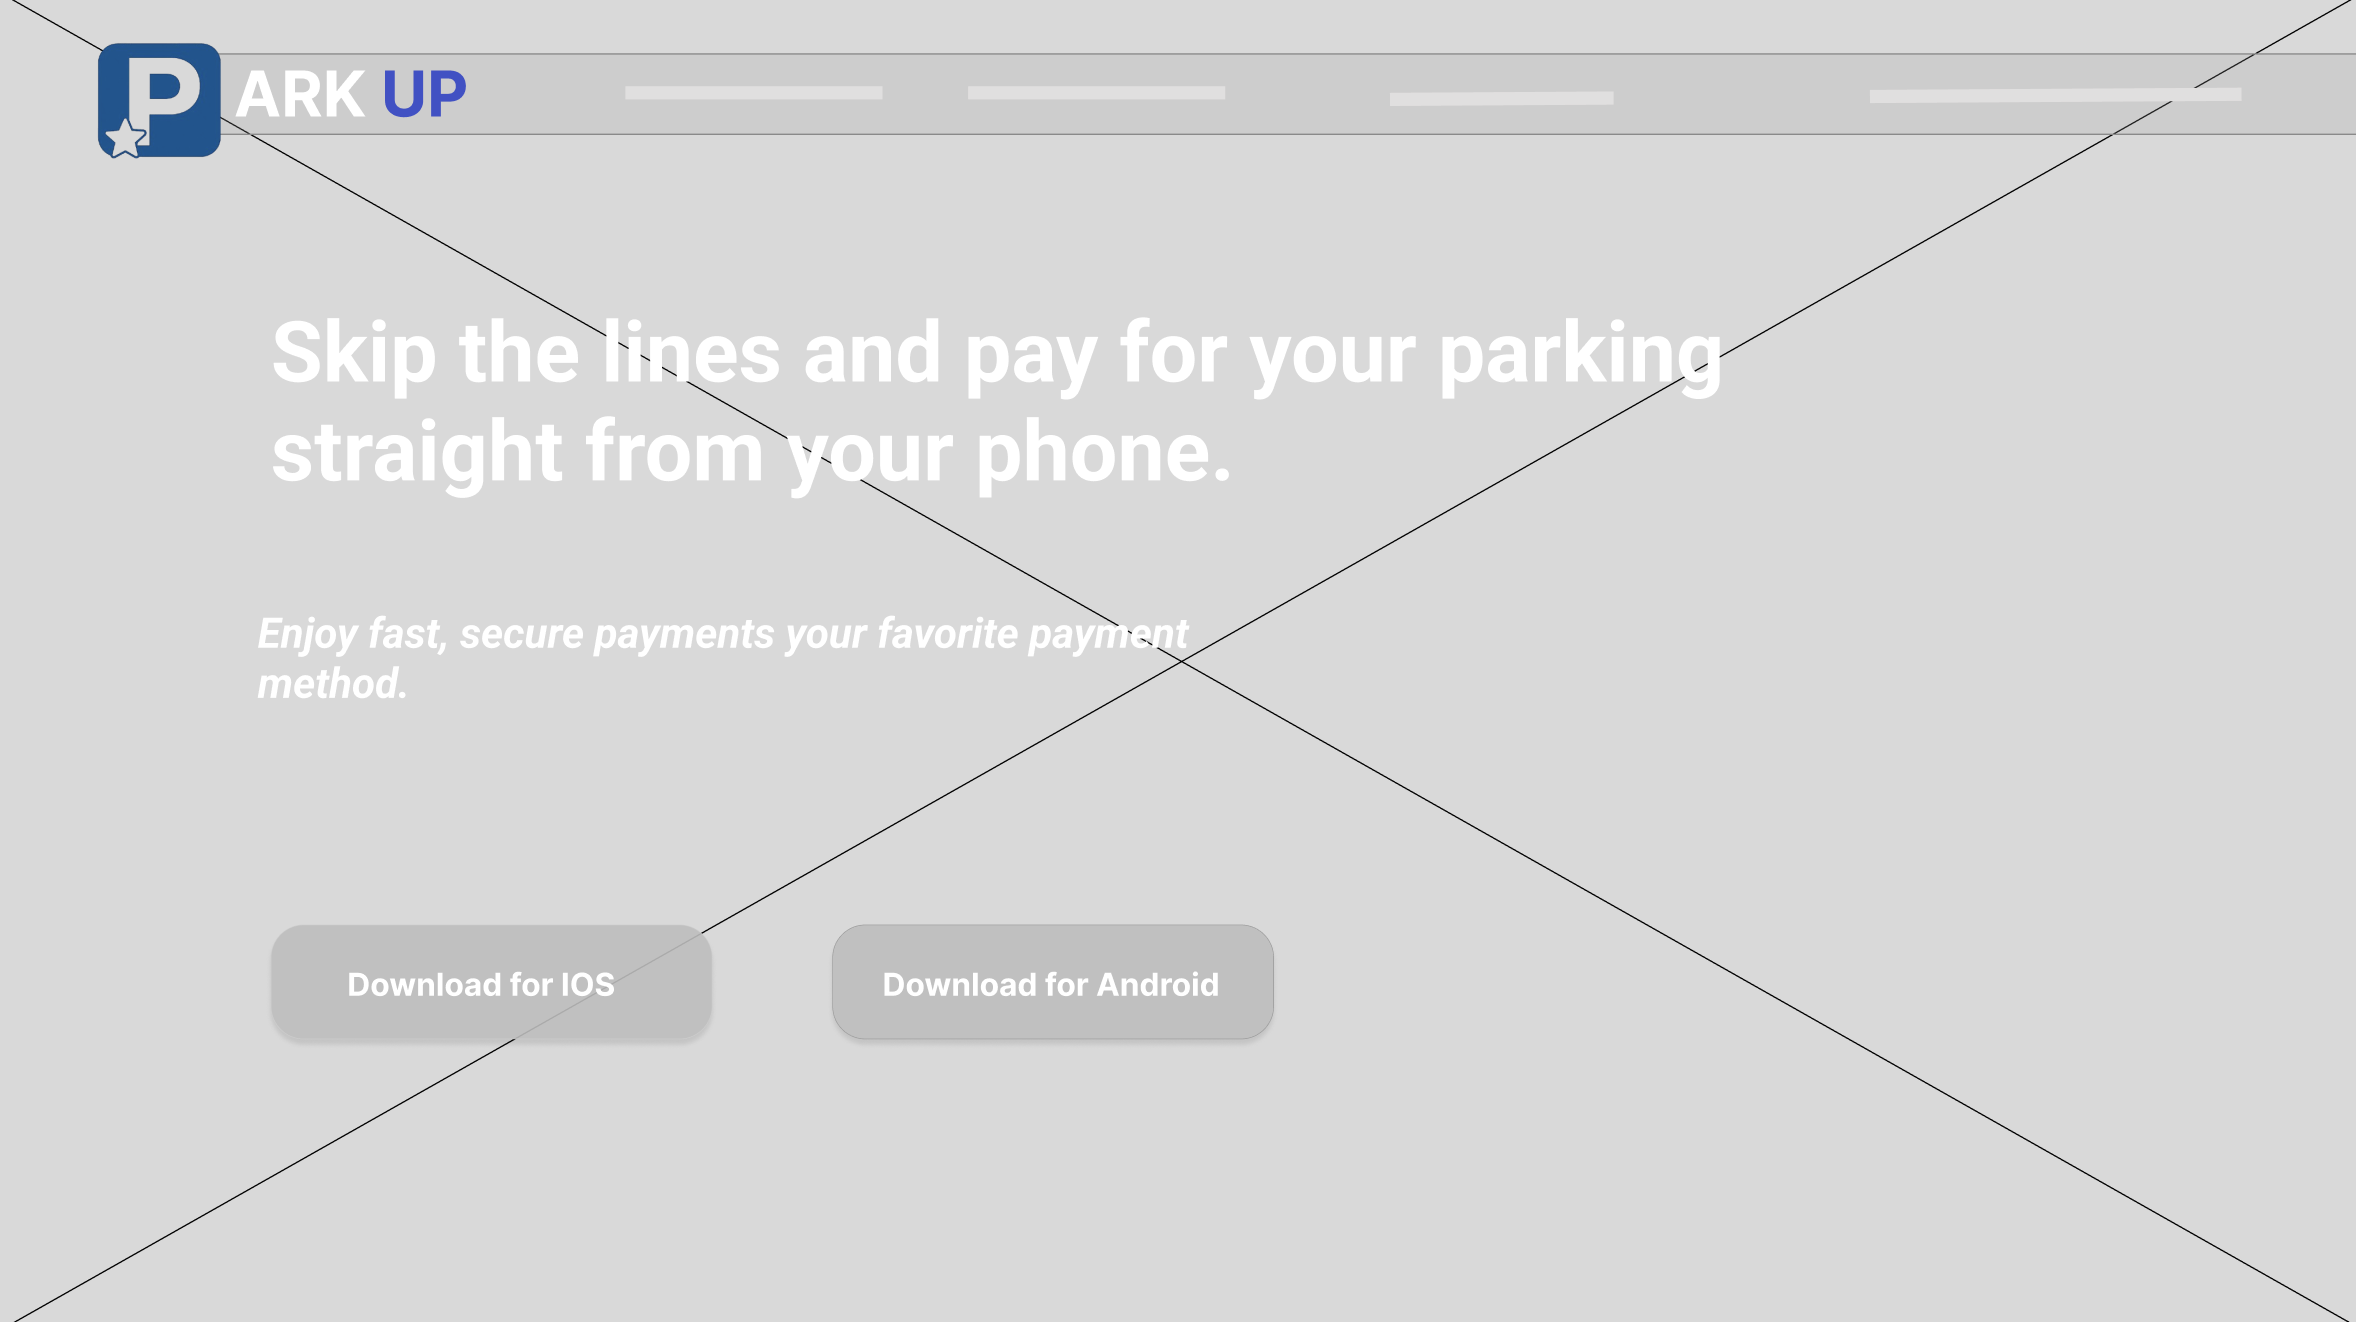 P ARK UP
Skip the lines and pay for your parking
straight from your phone.
Enjoy fast, secure payments your favorite payment
method.
Download for IOS
Download for Android